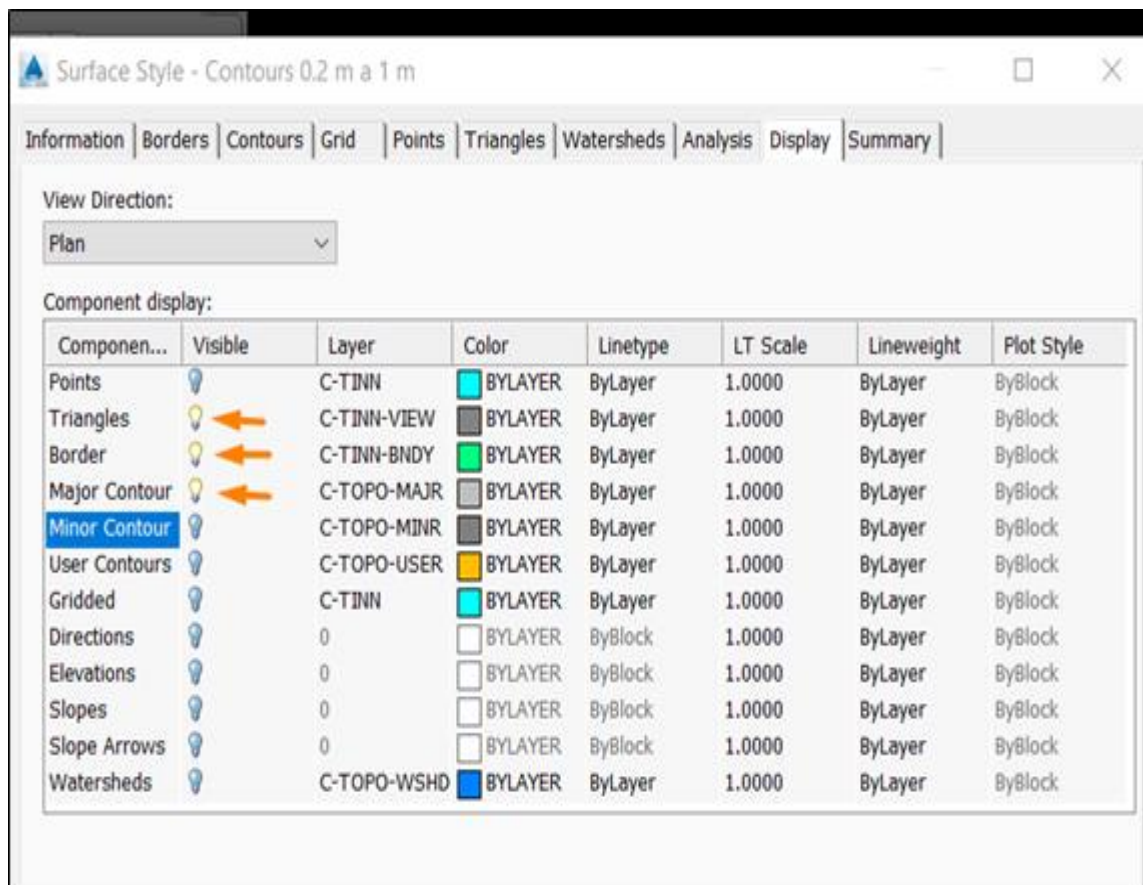 Surface Style - Contours 0.2 m a 1 m
Information Borders Contours Grid Points Triangles Watersheds Analysis Display Summary
View Direction:
Plan
Component display:
Componen... Visible Layer Color Linetype LT Scale Lineweight Plot Style
Points C-TINN BYLAYER ByLayer 1.0000 ByLayer ByBlock
Triangles C-TINN-VIEW BYLAYER ByLayer 1.0000 ByLayer ByBlock
Border C-TINN-BNDY BYLAYER ByLayer 1.0000 ByLayer ByBlock
Major Contour C-TOPO-MAJR BYLAYER ByLayer 1.0000 ByLayer ByBlock
Minor Contour C-TOPO-MINR BYLAYER ByLayer 1.0000 ByLayer ByBlock
User Contours C-TOPO-USER BYLAYER ByLayer 1.0000 ByLayer ByBlock
Gridded C-TINN BYLAYER ByLayer 1.0000 ByLayer ByBlock
Directions 0 BYLAYER ByBlock 1.0000 ByLayer ByBlock
Elevations 0 BYLAYER ByBlock 1.0000 ByLayer ByBlock
Slopes 0 BYLAYER ByBlock 1.0000 ByLayer ByBlock
Slope Arrows 0 BYLAYER ByBlock 1.0000 ByLayer ByBlock
Watersheds C-TOPO-WSHD BYLAYER ByLayer 1.0000 ByLayer ByBlock